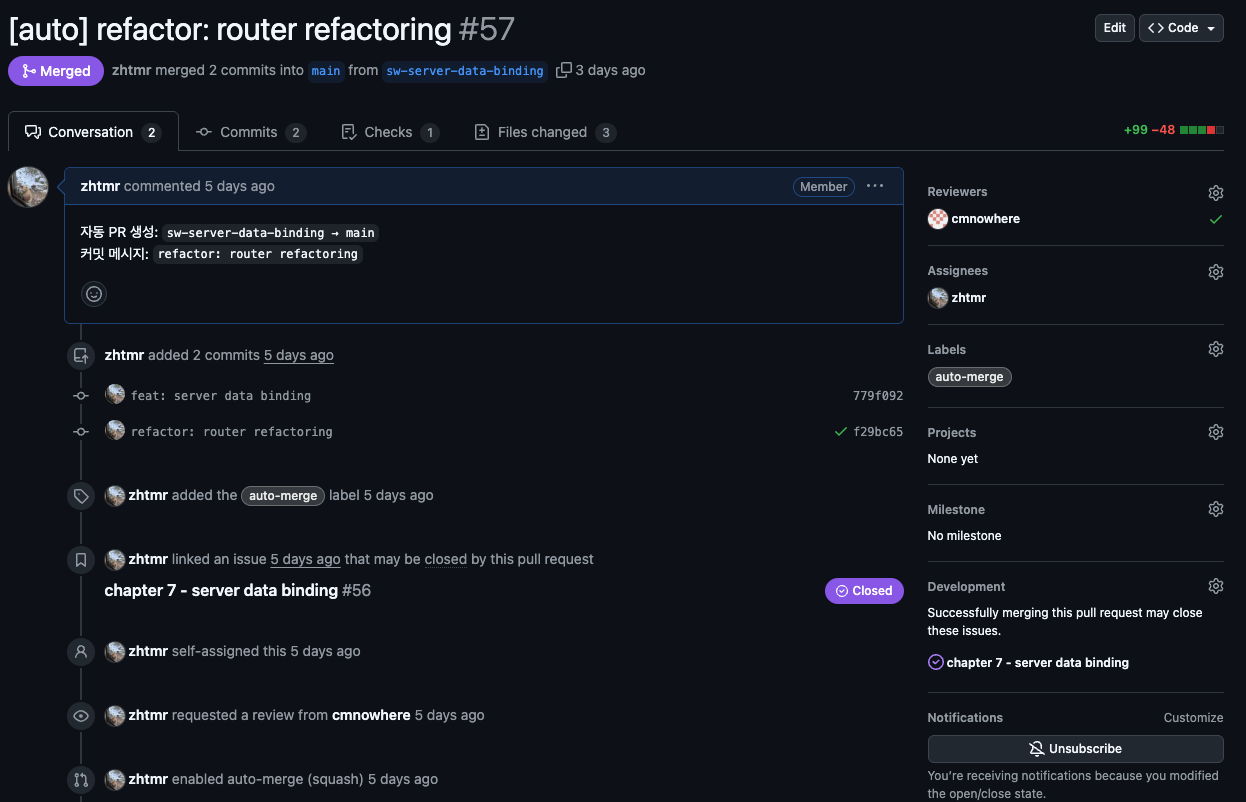 [auto] refactor: router refactoring #57
Edit
<> Code
Merged
zhtmr merged 2 commits into main from sw-server-data-binding 3 days ago
Conversation 2
Commits 2
Checks 1
Files changed 3
+99 −48
zhtmr commented 5 days ago
Member
자동 PR 생성: sw-server-data-binding → main
커밋 메시지: refactor: router refactoring
zhtmr added 2 commits 5 days ago
feat: server data binding
779f092
refactor: router refactoring
f29bc65
zhtmr added the auto-merge label 5 days ago
zhtmr linked an issue 5 days ago that may be closed by this pull request
chapter 7 - server data binding #56
Closed
zhtmr self-assigned this 5 days ago
zhtmr requested a review from cmnowhere 5 days ago
zhtmr enabled auto-merge (squash) 5 days ago
Reviewers
cmnowhere
Assignees
zhtmr
Labels
auto-merge
Projects
None yet
Milestone
No milestone
Development
Successfully merging this pull request may close
these issues.
chapter 7 - server data binding
Notifications
Customize
Unsubscribe
You're receiving notifications because you modified
the open/close state.